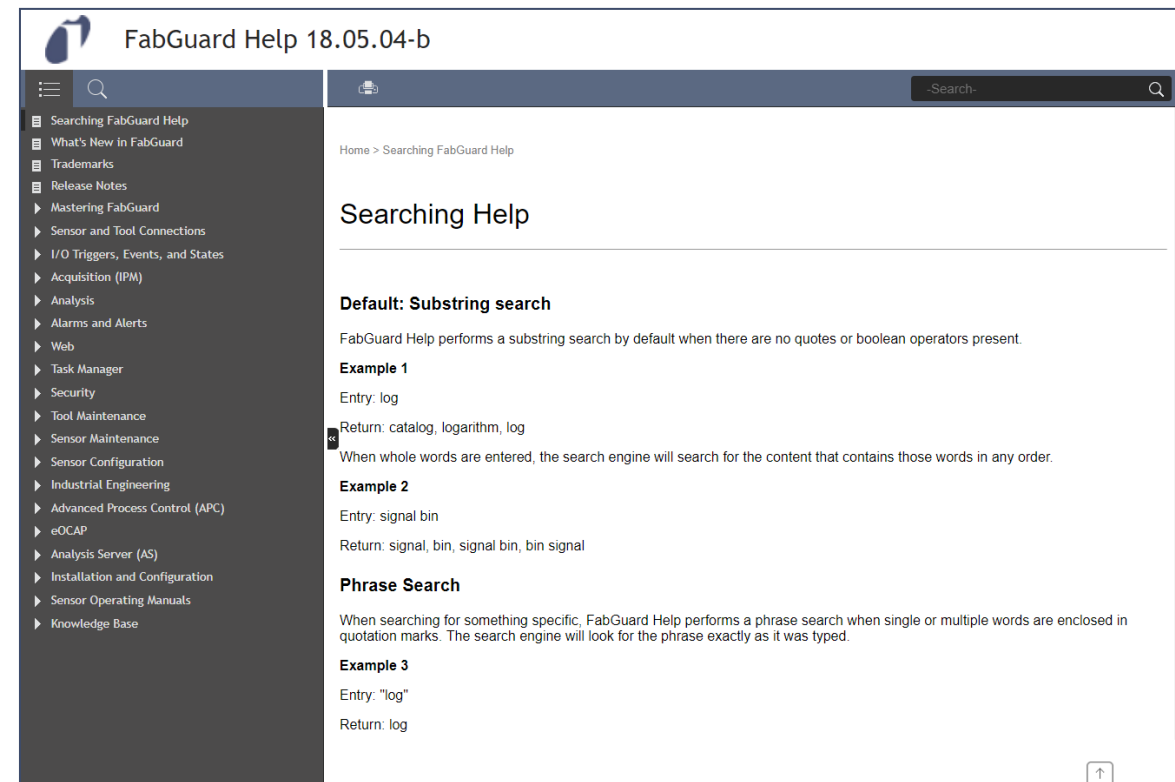 FabGuard Help 18.05.04-b
-Search-
Searching FabGuard Help
What's New in FabGuard
Trademarks
Release Notes
Mastering FabGuard
Sensor and Tool Connections
I/O Triggers, Events, and States
Acquisition (IPM)
Analysis
Alarms and Alerts
Web
Task Manager
Security
Tool Maintenance
Sensor Maintenance
Sensor Configuration
Industrial Engineering
Advanced Process Control (APC)
eOCAP
Analysis Server (AS)
Installation and Configuration
Sensor Operating Manuals
Knowledge Base
Home > Searching FabGuard Help
Searching Help
Default: Substring search
FabGuard Help performs a substring search by default when there are no quotes or boolean operators present.
Example 1
Entry: log
Return: catalog, logarithm, log
When whole words are entered, the search engine will search for the content that contains those words in any order.
Example 2
Entry: signal bin
Return: signal, bin, signal bin, bin signal
Phrase Search
When searching for something specific, FabGuard Help performs a phrase search when single or multiple words are enclosed in
quotation marks. The search engine will look for the phrase exactly as it was typed.
Example 3
Entry: "log"
Return: log